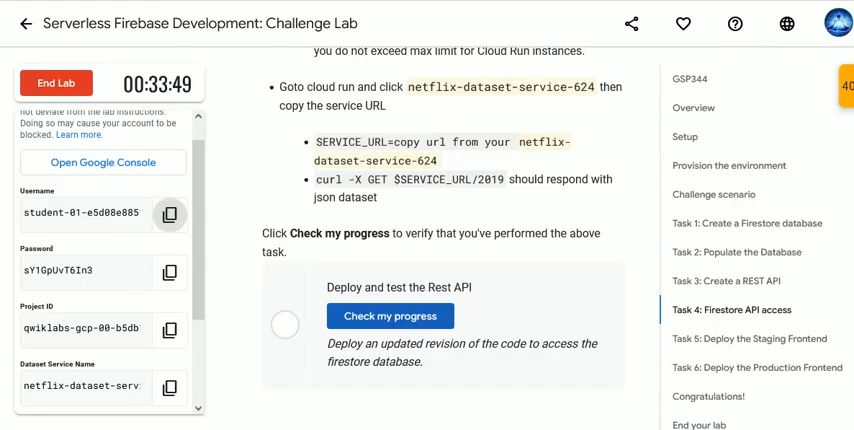 Serverless Firebase Development: Challenge Lab
End Lab
00:33:49
not deviate from the lab instructions.
Doing so may cause your account to be
blocked. Learn more.
Open Google Console
Username
student-01-e5d08e885
Password
sY1GpUvT6In3
Project ID
qwiklabs-gcp-00-b5db
Dataset Service Name
netflix-dataset-serv
you do not exceed max limit for Cloud Run instances.
Goto cloud run and click netflix-dataset-service-624 then
copy the service URL
SERVICE_URL=copy url from your netflix-
dataset-service-624
curl -X GET $SERVICE_URL/2019 should respond with
json dataset
Click Check my progress to verify that you've performed the above
task.
Deploy and test the Rest API
Check my progress
Deploy an updated revision of the code to access the
firestore database.
GSP344
Overview
Setup
Provision the environment
Challenge scenario
Task 1: Create a Firestore database
Task 2: Populate the Database
Task 3: Create a REST API
Task 4: Firestore API access
Task 5: Deploy the Staging Frontend
Task 6: Deploy the Production Frontend
Congratulations!
End your lab
40